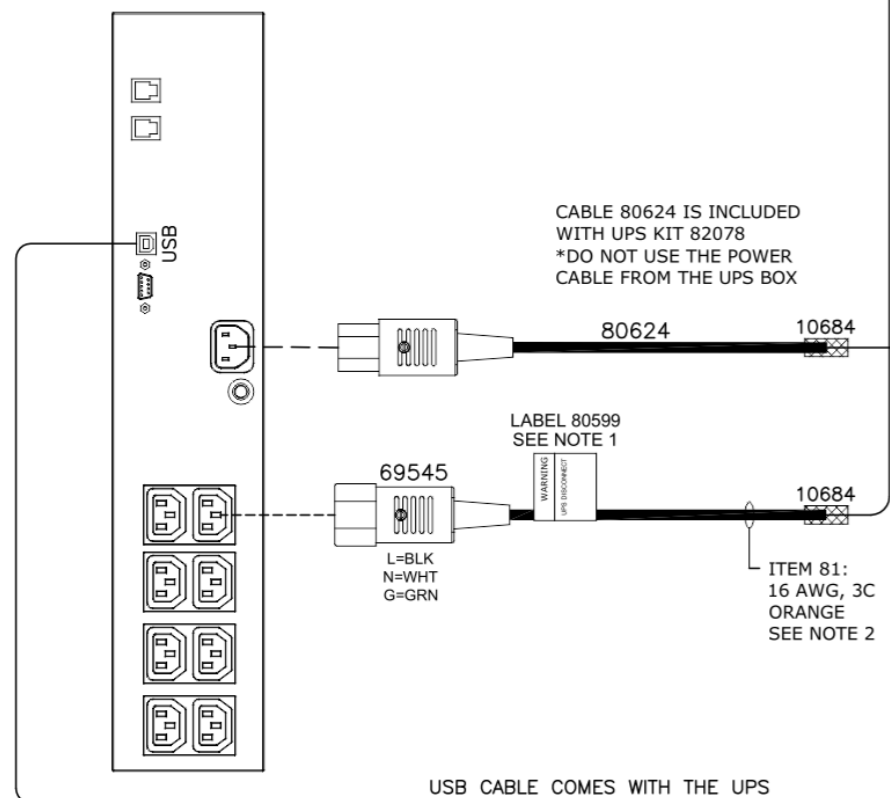 USB
CABLE 80624 IS INCLUDED
WITH UPS KIT 82078
*DO NOT USE THE POWER
CABLE FROM THE UPS BOX
80624
10684
LABEL 80599
SEE NOTE 1
WARNING
UPS DISCONNECT
69545
10684
L=BLK
N=WHT
G=GRN
ITEM 81:
16 AWG, 3C
ORANGE
SEE NOTE 2
USB CABLE COMES WITH THE UPS